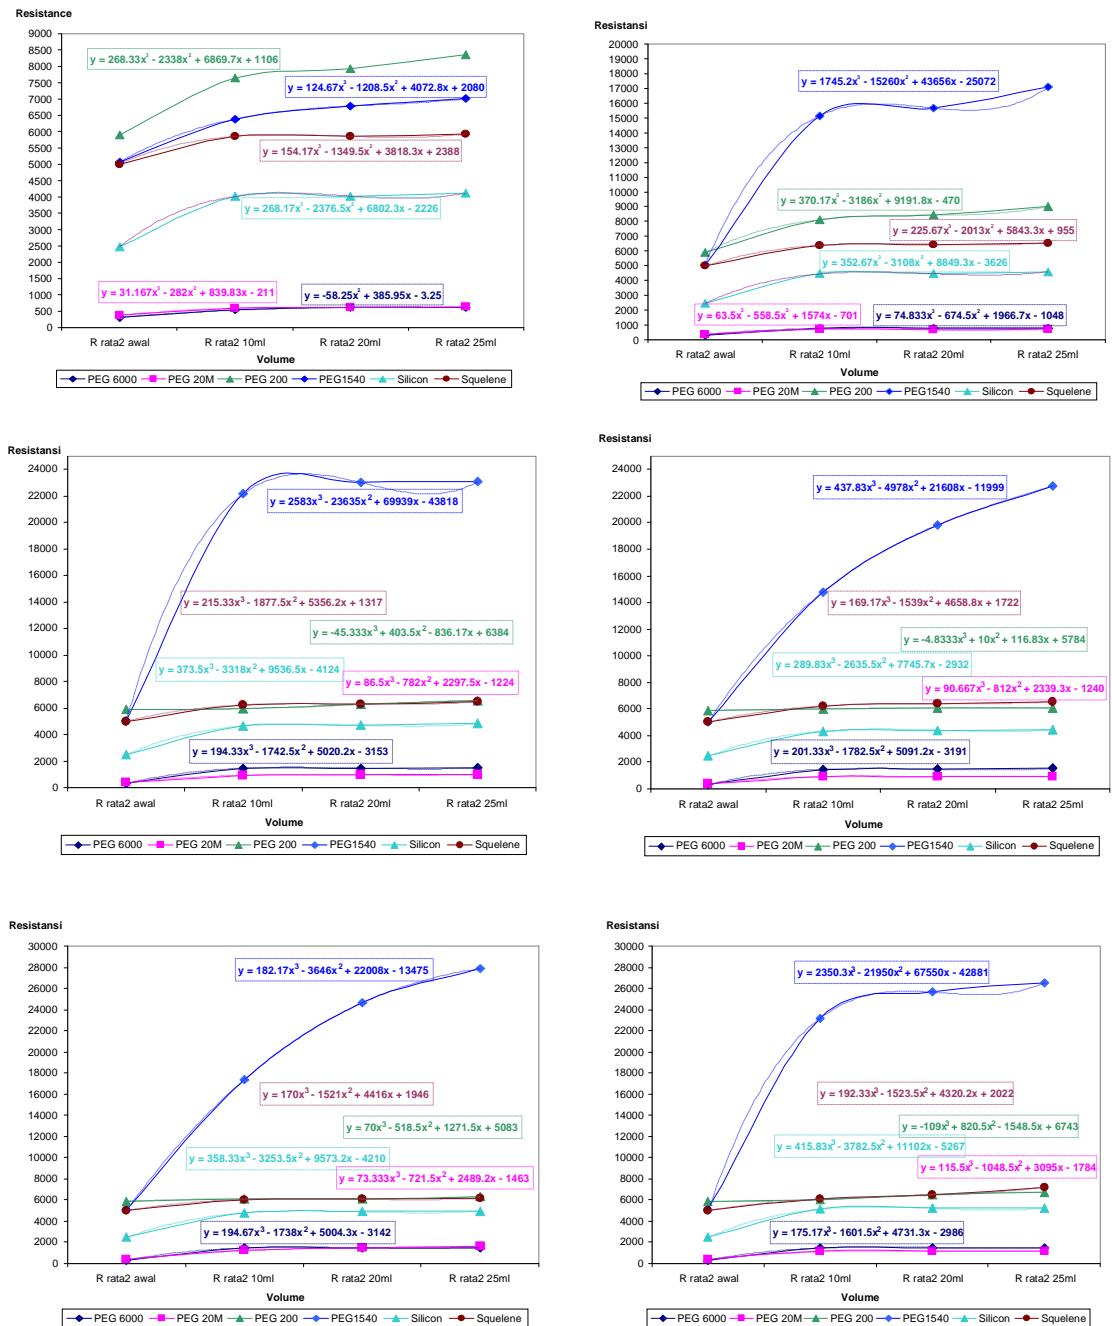 Resistance
9000
8500
8000
7500
7000
6500
6000
5500
5000
4500
4000
3500
3000
2500
2000
1500
1000
500
0
y = 268.33x³ - 2338x² + 6869.7x + 1106
y = 124.67x³ - 1208.5x² + 4072.8x + 2080
y = 154.17x³ - 1349.5x² + 3818.3x + 2388
y = 268.17x³ - 2376.5x² + 6802.3x - 2226
y = 31.167x³ - 282x² + 839.83x - 211
y = -58.25x² + 385.95x - 3.25
R rata2 awal R rata2 10ml R rata2 20ml R rata2 25ml
Volume
PEG 6000 PEG 20M PEG 200 PEG1540 Silicon Squelene
Resistansi
20000
19000
18000
17000
16000
15000
14000
13000
12000
11000
10000
9000
8000
7000
6000
5000
4000
3000
2000
1000
0
y = 1745.2x³ - 15260x² + 43656x - 25072
y = 370.17x³ - 3186x² + 9191.8x - 470
y = 225.67x³ - 2013x² + 5843.3x + 955
y = 352.67x³ - 3108x² + 8849.3x - 3626
y = 63.5x³ - 558.5x² + 1574x - 701
y = 74.833x³ - 674.5x² + 1966.7x - 1048
R rata2 awal R rata2 10ml R rata2 20ml R rata2 25ml
Volume
PEG 6000 PEG 20M PEG 200 PEG1540 Silicon Squelene
Resistansi
24000
22000
20000
18000
16000
14000
12000
10000
8000
6000
4000
2000
0
y = 2583x³ - 23635x² + 69939x - 43818
y = 215.33x³ - 1877.5x² + 5356.2x + 1317
y = -45.333x³ + 403.5x² - 836.17x + 6384
y = 373.5x³ - 3318x² + 9536.5x - 4124
y = 86.5x³ - 782x² + 2297.5x - 1224
y = 194.33x³ - 1742.5x² + 5020.2x - 3153
R rata2 awal R rata2 10ml R rata2 20ml R rata2 25ml
Volume
PEG 6000 PEG 20M PEG 200 PEG1540 Silicon Squelene
Resistansi
24000
22000
20000
18000
16000
14000
12000
10000
8000
6000
4000
2000
0
y = 437.83x³ - 4978x² + 21608x - 11999
y = 169.17x³ - 1539x² + 4658.8x + 1722
y = -4.8333x³ + 10x² + 116.83x + 5784
y = 289.83x³ - 2635.5x² + 7745.7x - 2932
y = 90.667x³ - 812x² + 2339.3x - 1240
y = 201.33x³ - 1782.5x² + 5091.2x - 3191
R rata2 awal R rata2 10ml R rata2 20ml R rata2 25ml
Volume
PEG 6000 PEG 20M PEG 200 PEG1540 Silicon Squelene
Resistansi
30000
28000
26000
24000
22000
20000
18000
16000
14000
12000
10000
8000
6000
4000
2000
0
y = 182.17x³ - 3646x² + 22008x - 13475
y = 170x³ - 1521x² + 4416x + 1946
y = 70x³ - 518.5x² + 1271.5x + 5083
y = 358.33x³ - 3253.5x² + 9573.2x - 4210
y = 73.333x³ - 721.5x² + 2489.2x - 1463
y = 194.67x³ - 1738x² + 5004.3x - 3142
R rata2 awal R rata2 10ml R rata2 20ml R rata2 25ml
Volume
PEG 6000 PEG 20M PEG 200 PEG1540 Silicon Squelene
Resistansi
30000
28000
26000
24000
22000
20000
18000
16000
14000
12000
10000
8000
6000
4000
2000
0
y = 2350.3x³ - 21950x² + 67550x - 42881
y = 192.33x³ - 1523.5x² + 4320.2x + 2022
y = -109x³ + 820.5x² - 1548.5x + 6743
y = 415.83x³ - 3782.5x² + 11102x - 5267
y = 115.5x³ - 1048.5x² + 3095x - 1784
y = 175.17x³ - 1601.5x² + 4731.3x - 2986
R rata2 awal R rata2 10ml R rata2 20ml R rata2 25ml
Volume
PEG 6000 PEG 20M PEG 200 PEG1540 Silicon Squelene